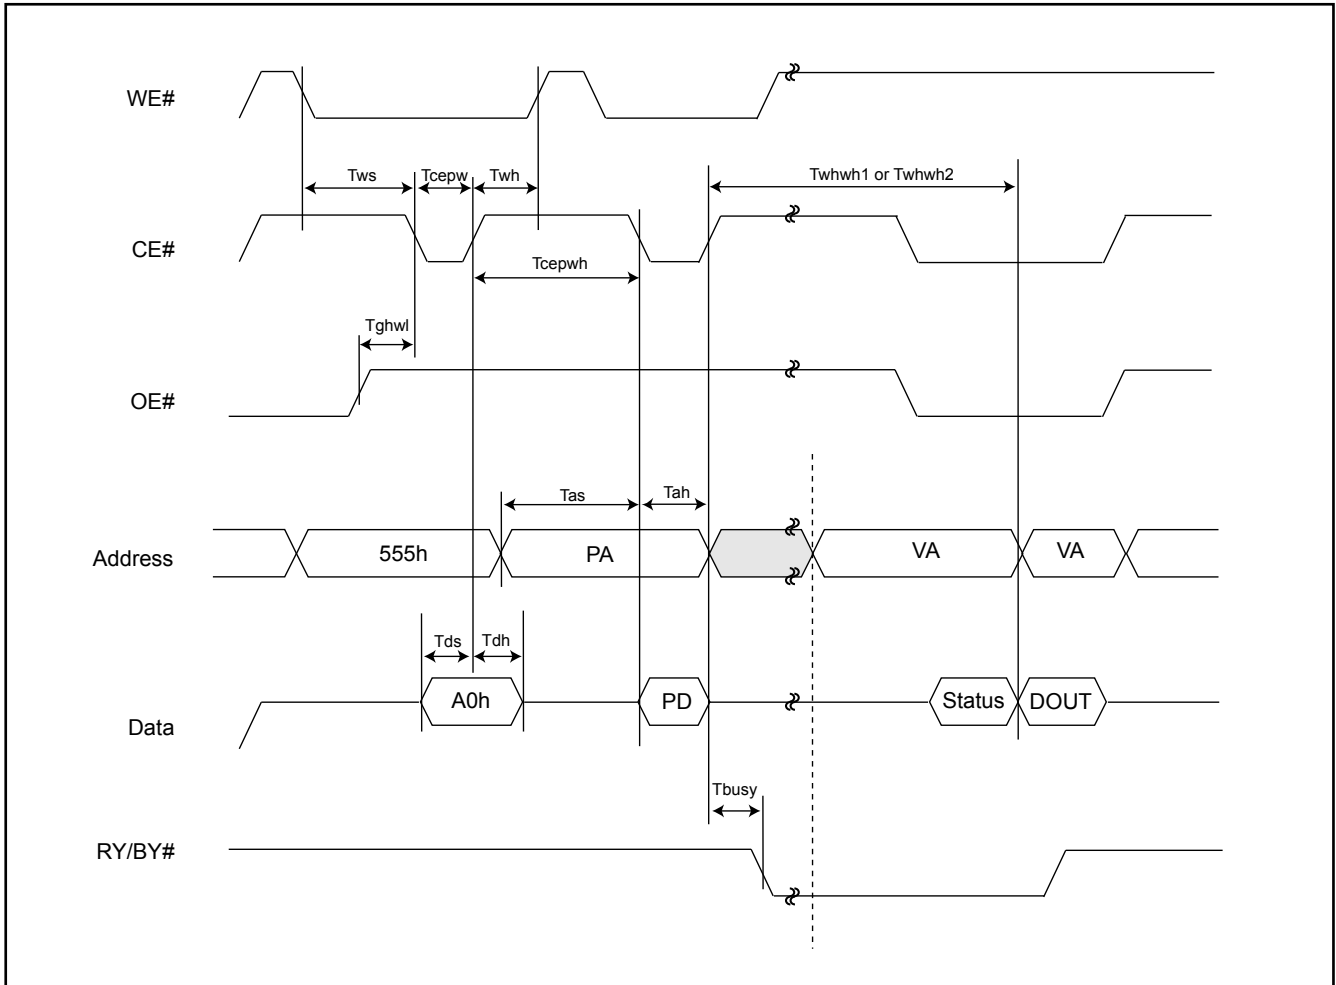 WE#
Tws Tcepw Twh Twhwh1 or Twhwh2
CE#
Tcepwh
Tghwl
OE#
Tas Tah
Address 555h PA VA VA
Tds Tdh
Data A0h PD Status DOUT
Tbusy
RY/BY#